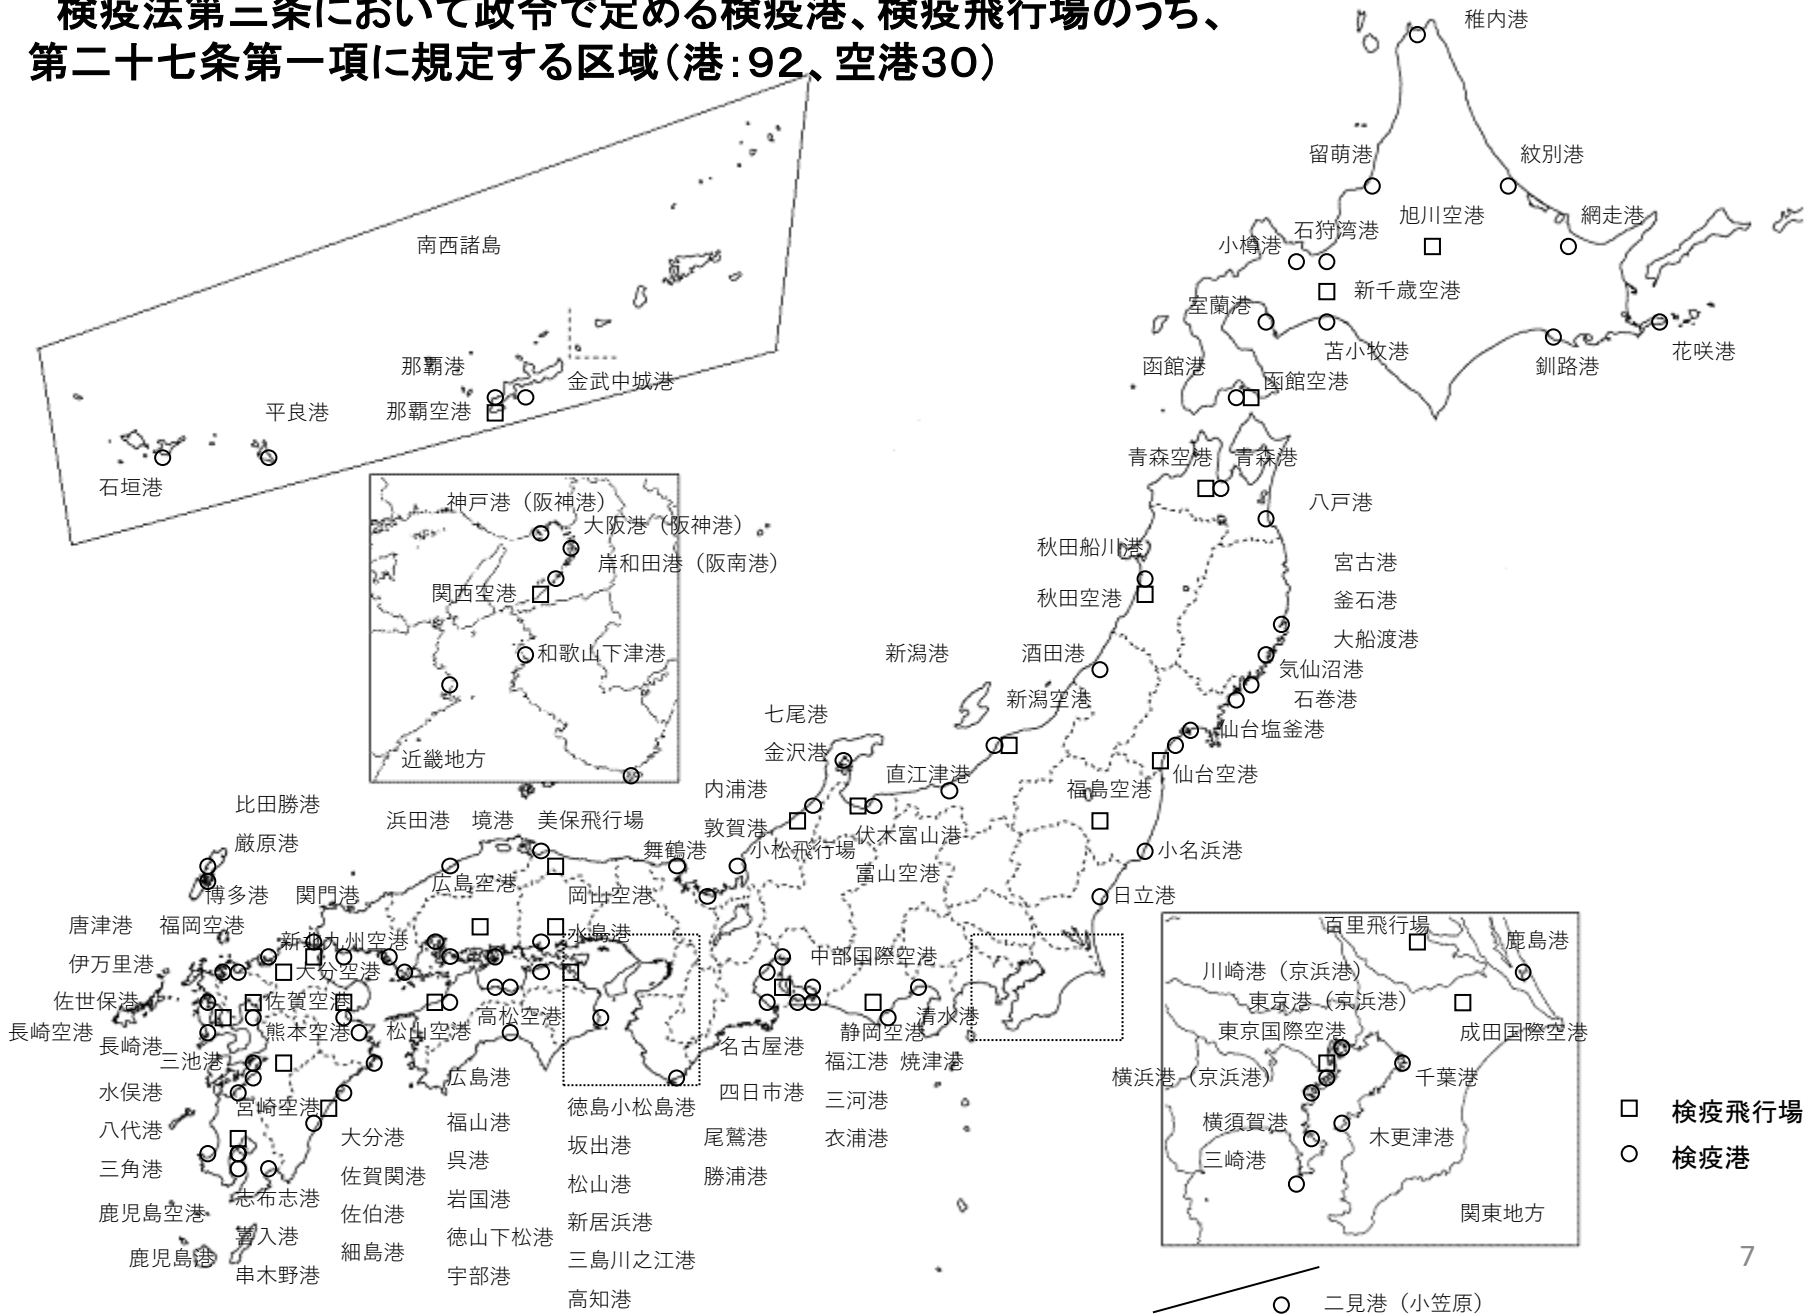 検疫法第三条において政令で定める検疫港、検疫飛行場のうち、
第二十七条第一項に規定する区域（港：９２、空港３０）
稚内港
留萌港
紋別港
旭川空港
網走港
石狩湾港
小樽港
新千歳空港
室蘭港
苫小牧港
釧路港
花咲港
函館港
函館空港
南西諸島
那覇港
金武中城港
平良港
那覇空港
石垣港
青森空港
青森港
八戸港
神戸港（阪神港）
大阪港（阪神港）
岸和田港（阪南港）
関西空港
和歌山下津港
近畿地方
秋田船川港
秋田空港
宮古港
釜石港
大船渡港
気仙沼港
石巻港
仙台塩釜港
仙台空港
新潟港
酒田港
新潟空港
七尾港
金沢港
直江津港
福島空港
内浦港
敦賀港
伏木富山港
小松飛行場
富山空港
小名浜港
日立港
比田勝港
厳原港
浜田港
境港
美保飛行場
舞鶴港
広島空港
岡山空港
博多港
関門港
唐津港
福岡空港
新北九州空港
水島港
伊万里港
大分空港
中部国際空港
佐世保港
佐賀空港
長崎空港
長崎港
熊本空港
松山空港
高松空港
静岡空港
清水港
三池港
名古屋港
福江港
焼津港
水俣港
宮崎空港
広島港
徳島小松島港
四日市港
三河港
八代港
大分港
福山港
坂出港
尾鷲港
衣浦港
三角港
佐賀関港
呉港
松山港
勝浦港
鹿児島空港
志布志港
佐伯港
岩国港
新居浜港
鹿児島港
喜入港
細島港
徳山下松港
三島川之江港
串木野港
宇部港
高知港
百里飛行場
鹿島港
川崎港（京浜港）
東京港（京浜港）
東京国際空港
成田国際空港
横浜港（京浜港）
千葉港
横須賀港
木更津港
三崎港
関東地方
検疫飛行場
検疫港
7
二見港（小笠原）